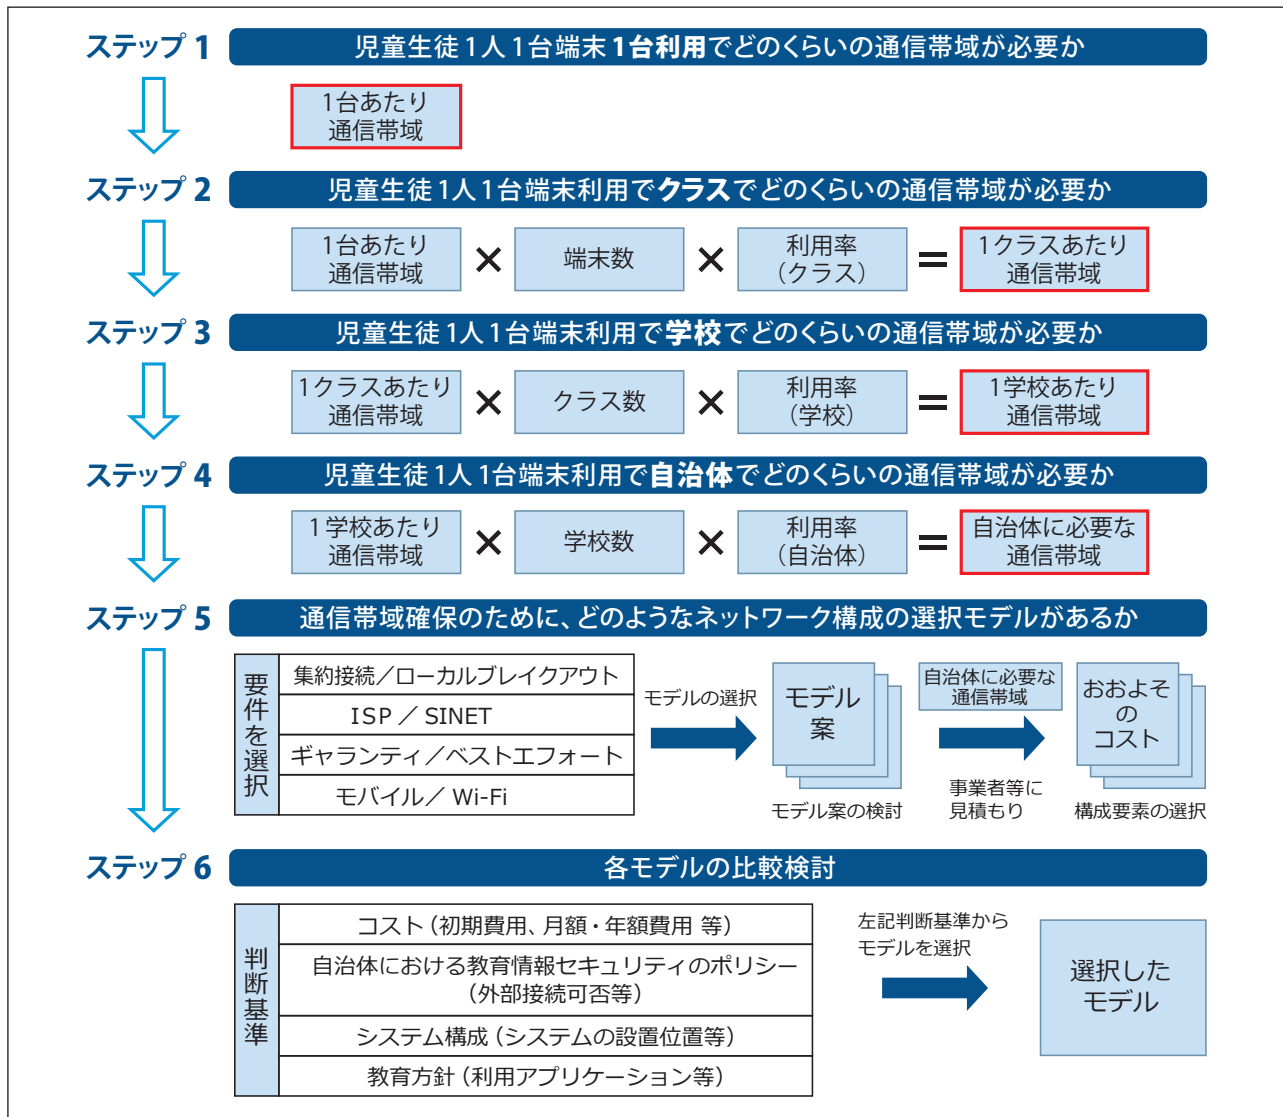 ステップ 1
児童生徒1人1台端末1台利用でどのくらいの通信帯域が必要か
1台あたり
通信帯域
ステップ 2
児童生徒1人1台端末利用でクラスでどのくらいの通信帯域が必要か
1台あたり
通信帯域
×
端末数
×
利用率
(クラス)
=
1クラスあたり
通信帯域
ステップ 3
児童生徒1人1台端末利用で学校でどのくらいの通信帯域が必要か
1クラスあたり
通信帯域
×
クラス数
×
利用率
(学校)
=
1学校あたり
通信帯域
ステップ 4
児童生徒1人1台端末利用で自治体でどのくらいの通信帯域が必要か
1学校あたり
通信帯域
×
学校数
×
利用率
(自治体)
=
自治体に必要な
通信帯域
ステップ 5
通信帯域確保のために、どのようなネットワーク構成の選択モデルがあるか
要件を選択
集約接続／ローカルブレイクアウト
ISP ／ SINET
ギャランティ／ベストエフォート
モバイル／ Wi-Fi
モデルの選択
モデル
案
モデル案の検討
自治体に必要な
通信帯域
事業者等に
見積もり
おおよそ
の
コスト
構成要素の選択
ステップ 6
各モデルの比較検討
判断基準
コスト(初期費用、月額・年額費用 等)
自治体における教育情報セキュリティのポリシー
(外部接続可否等)
システム構成(システムの設置位置等)
教育方針(利用アプリケーション等)
左記判断基準から
モデルを選択
選択した
モデル